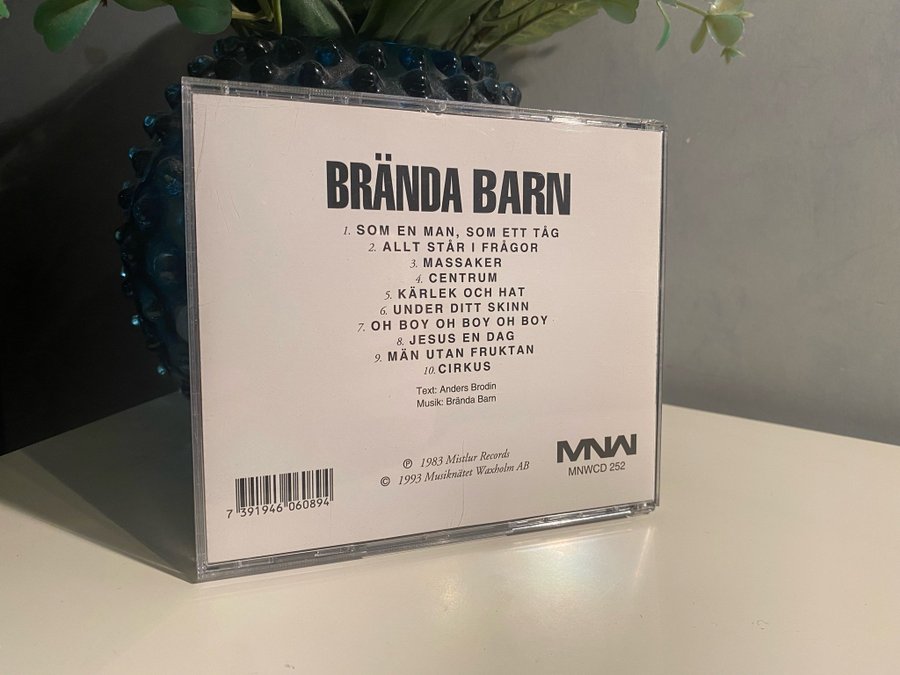 BRÄNDA BARN
1. SOM EN MAN, SOM ETT TÅG
2. ALLT STÅR I FRÅGOR
3. MASSAKER
4. CENTRUM
5. KÄRLEK OCH HAT
6. UNDER DITT SKINN
7. OH BOY OH BOY OH BOY
8. JESUS EN DAG
9. MÄN UTAN FRUKTAN
10. CIRKUS
Text: Anders Brodin
Musik: Brända Barn
℗ 1983 Mistlur Records
© 1993 Musiknätet Waxholm AB
MNW
MNWCD 252
7 391946 060894